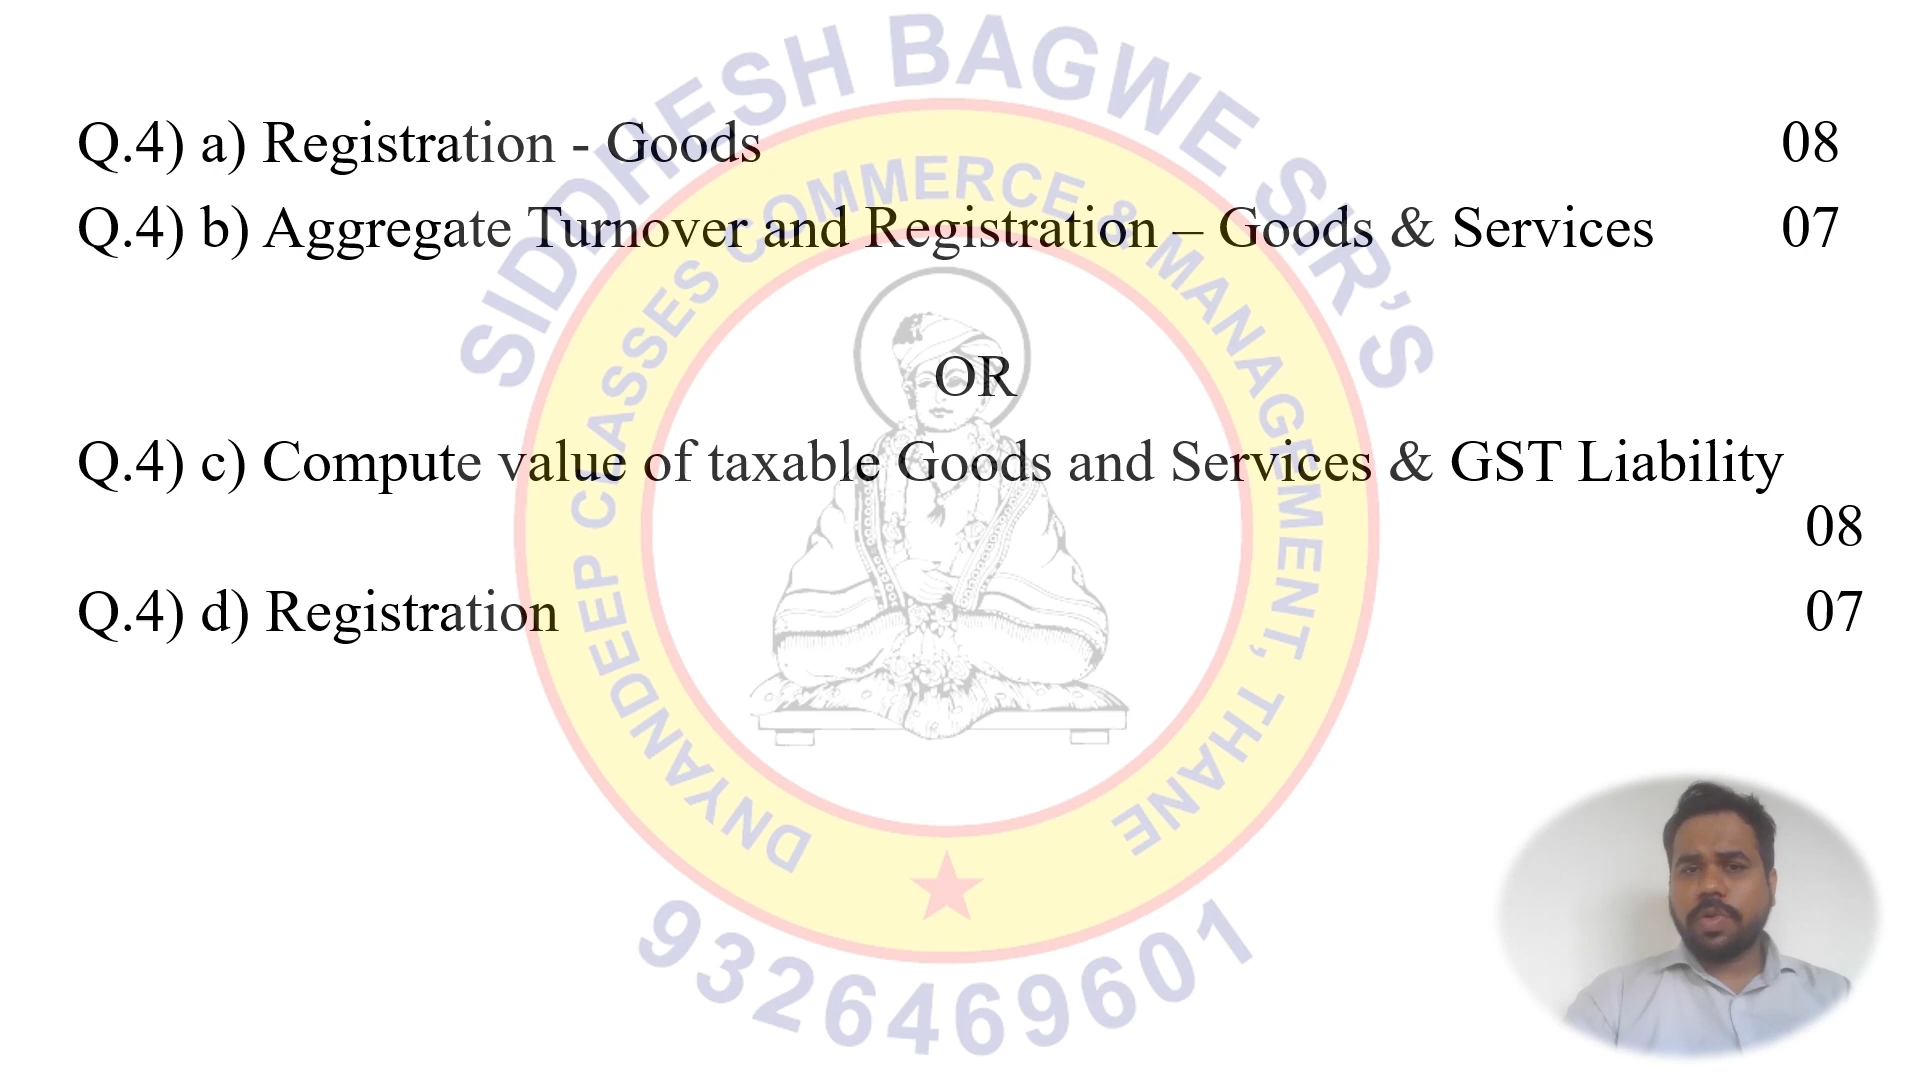 SIDDHESH BAGWE SIR'S
DNYANDEEP CLASSES COMMERCE & MANAGEMENT, THANE
Q.4) a) Registration - Goods 08
Q.4) b) Aggregate Turnover and Registration – Goods & Services 07
OR
Q.4) c) Compute value of taxable Goods and Services & GST Liability
08
Q.4) d) Registration 07
9326469601